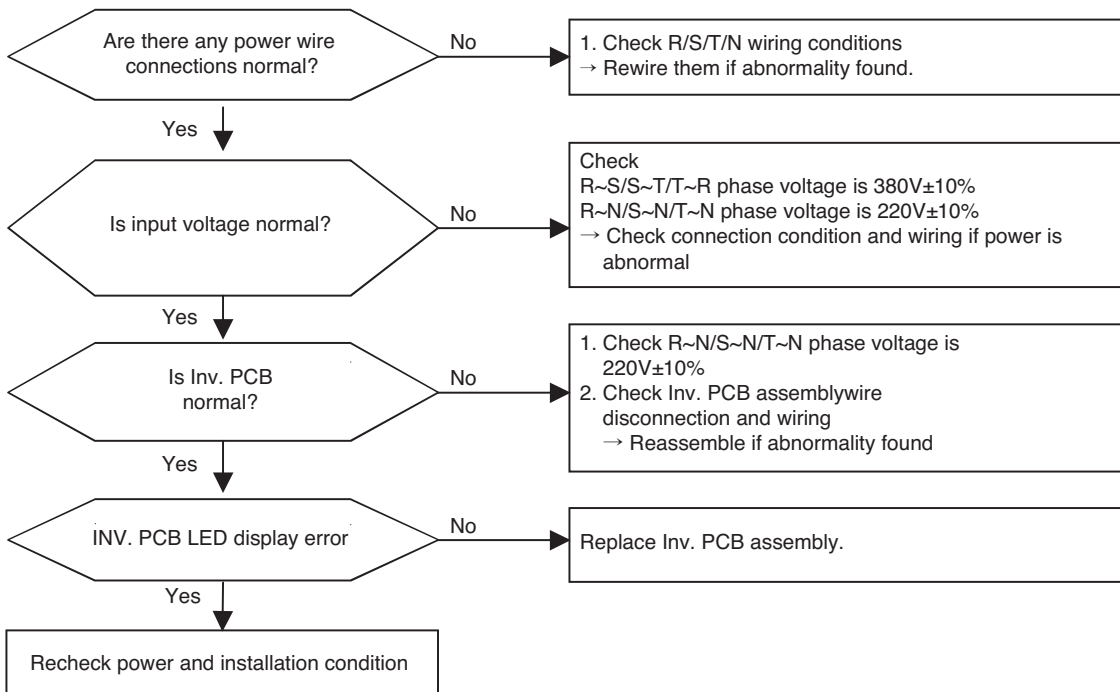 Are there any power wire
connections normal?
No
1. Check R/S/T/N wiring conditions
→ Rewire them if abnormality found.
Yes
Is input voltage normal?
No
Check
R~S/S~T/T~R phase voltage is 380V±10%
R~N/S~N/T~N phase voltage is 220V±10%
→ Check connection condition and wiring if power is
abnormal
Yes
Is Inv. PCB
normal?
No
1. Check R~N/S~N/T~N phase voltage is
220V±10%
2. Check Inv. PCB assemblywire
disconnection and wiring
→ Reassemble if abnormality found
Yes
INV. PCB LED display error
No
Replace Inv. PCB assembly.
Yes
Recheck power and installation condition